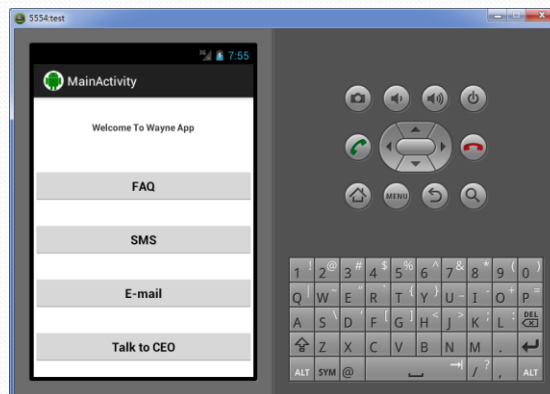 5554:test
3G 7:55
MainActivity
Welcome To Wayne App
FAQ
SMS
E-mail
Talk to CEO
MENU
1 ! 2 @ 3 # 4 $ 5 % 6 ^ 7 & 8 * 9 ( 0 )
Q | W ~ E " R ` T { Y } U _ I - O + P =
A S \ D ' F [ G ] H < J > K ; L : DEL
Z X C V B N M .
ALT SYM @ / ? , ALT